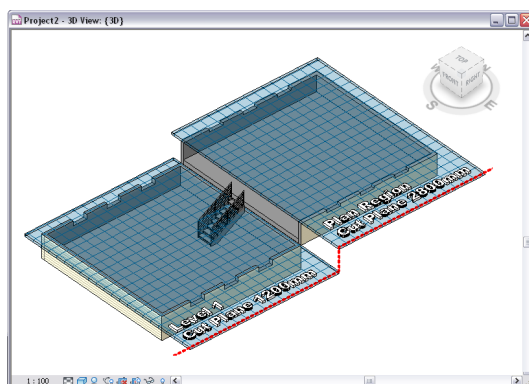 Project2 - 3D View: {3D}
TOP
FRONT
RIGHT
S
E
Plan Region
Cut Plane 2800mm
Level 1
Cut Plane 1200mm
1 : 100